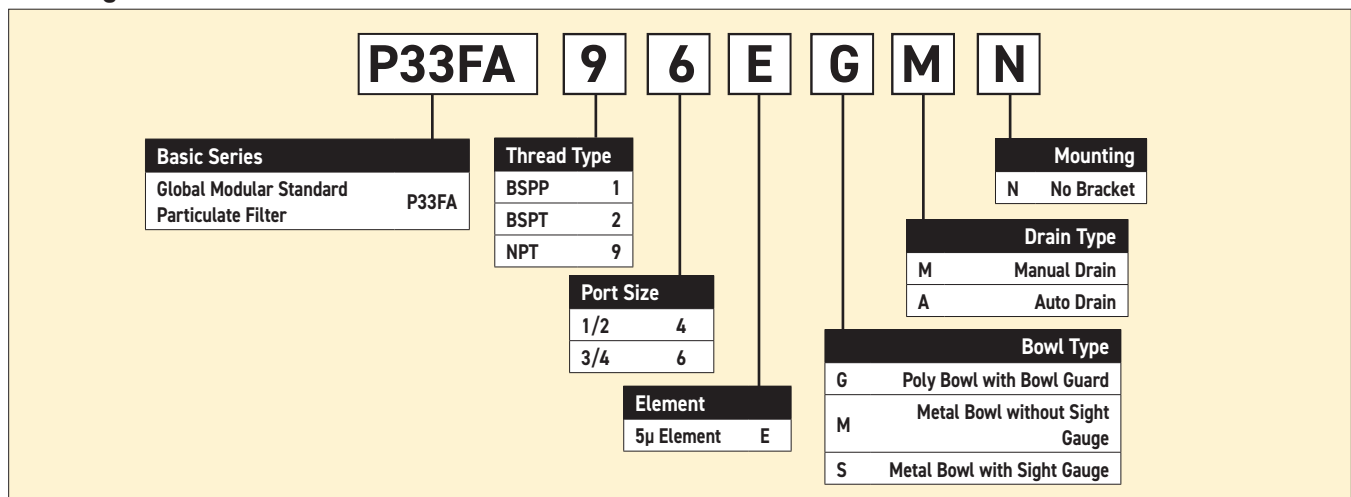 P33FA 9 6 E G M N
Basic Series
Global Modular Standard
Particulate Filter P33FA
Thread Type
BSPP 1
BSPT 2
NPT 9
Port Size
1/2 4
3/4 6
Element
5µ Element E
Mounting
N No Bracket
Drain Type
M Manual Drain
A Auto Drain
Bowl Type
G Poly Bowl with Bowl Guard
M Metal Bowl without Sight
Gauge
S Metal Bowl with Sight Gauge